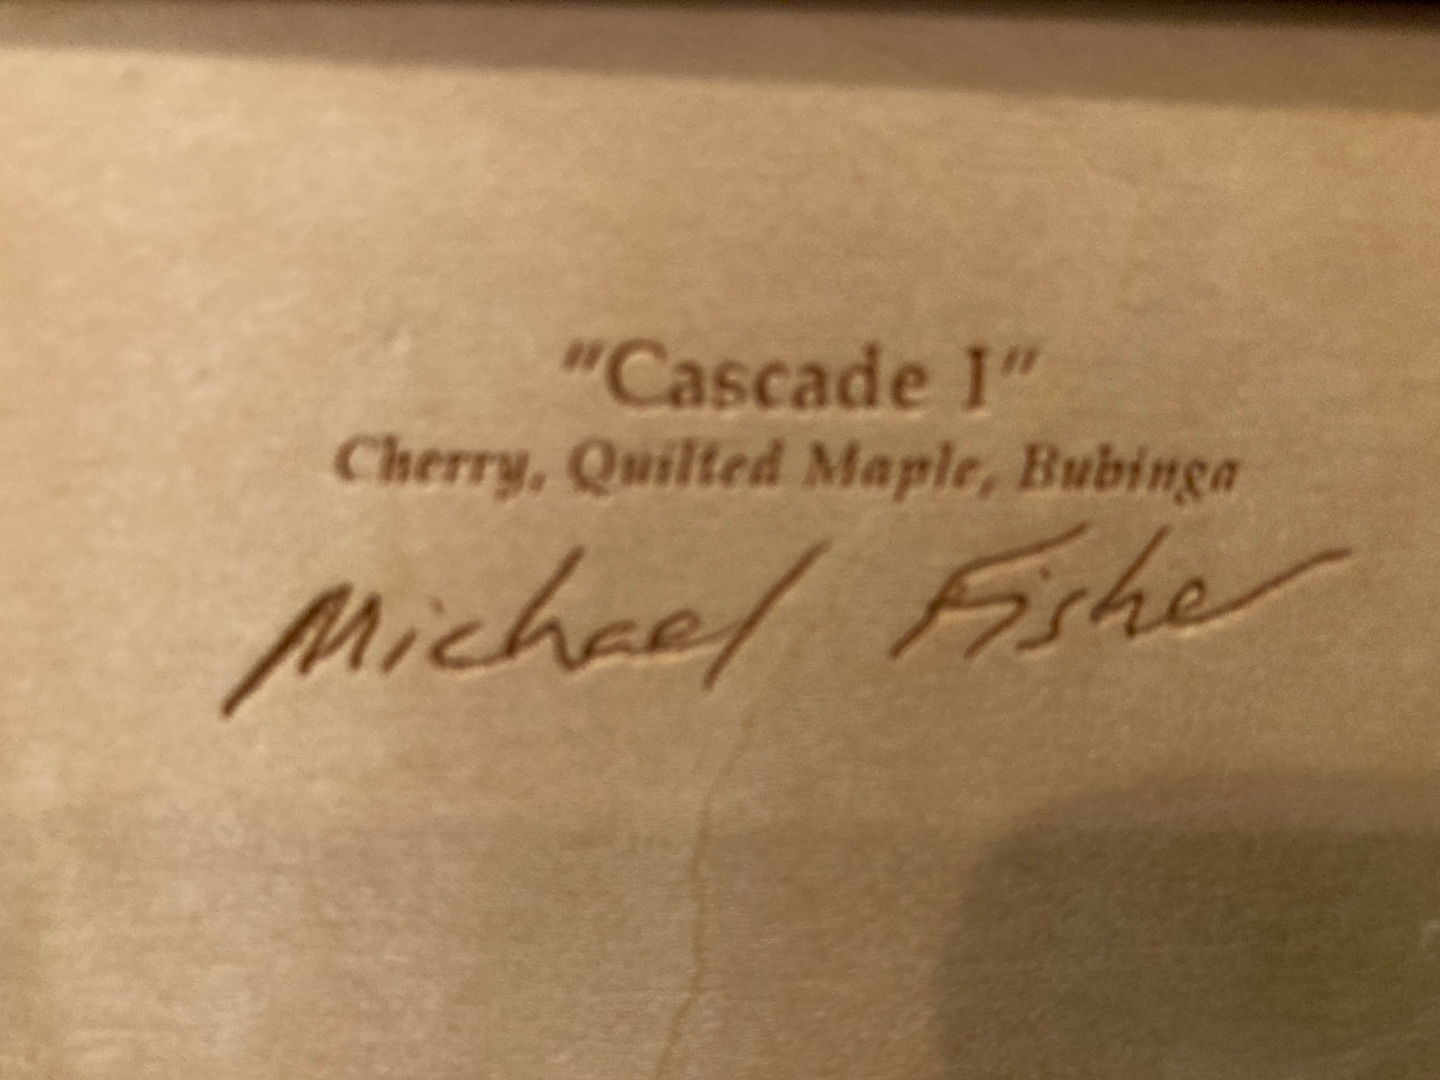 "Cascade I"
Cherry, Quilted Maple, Bubinga
Michael Fisher